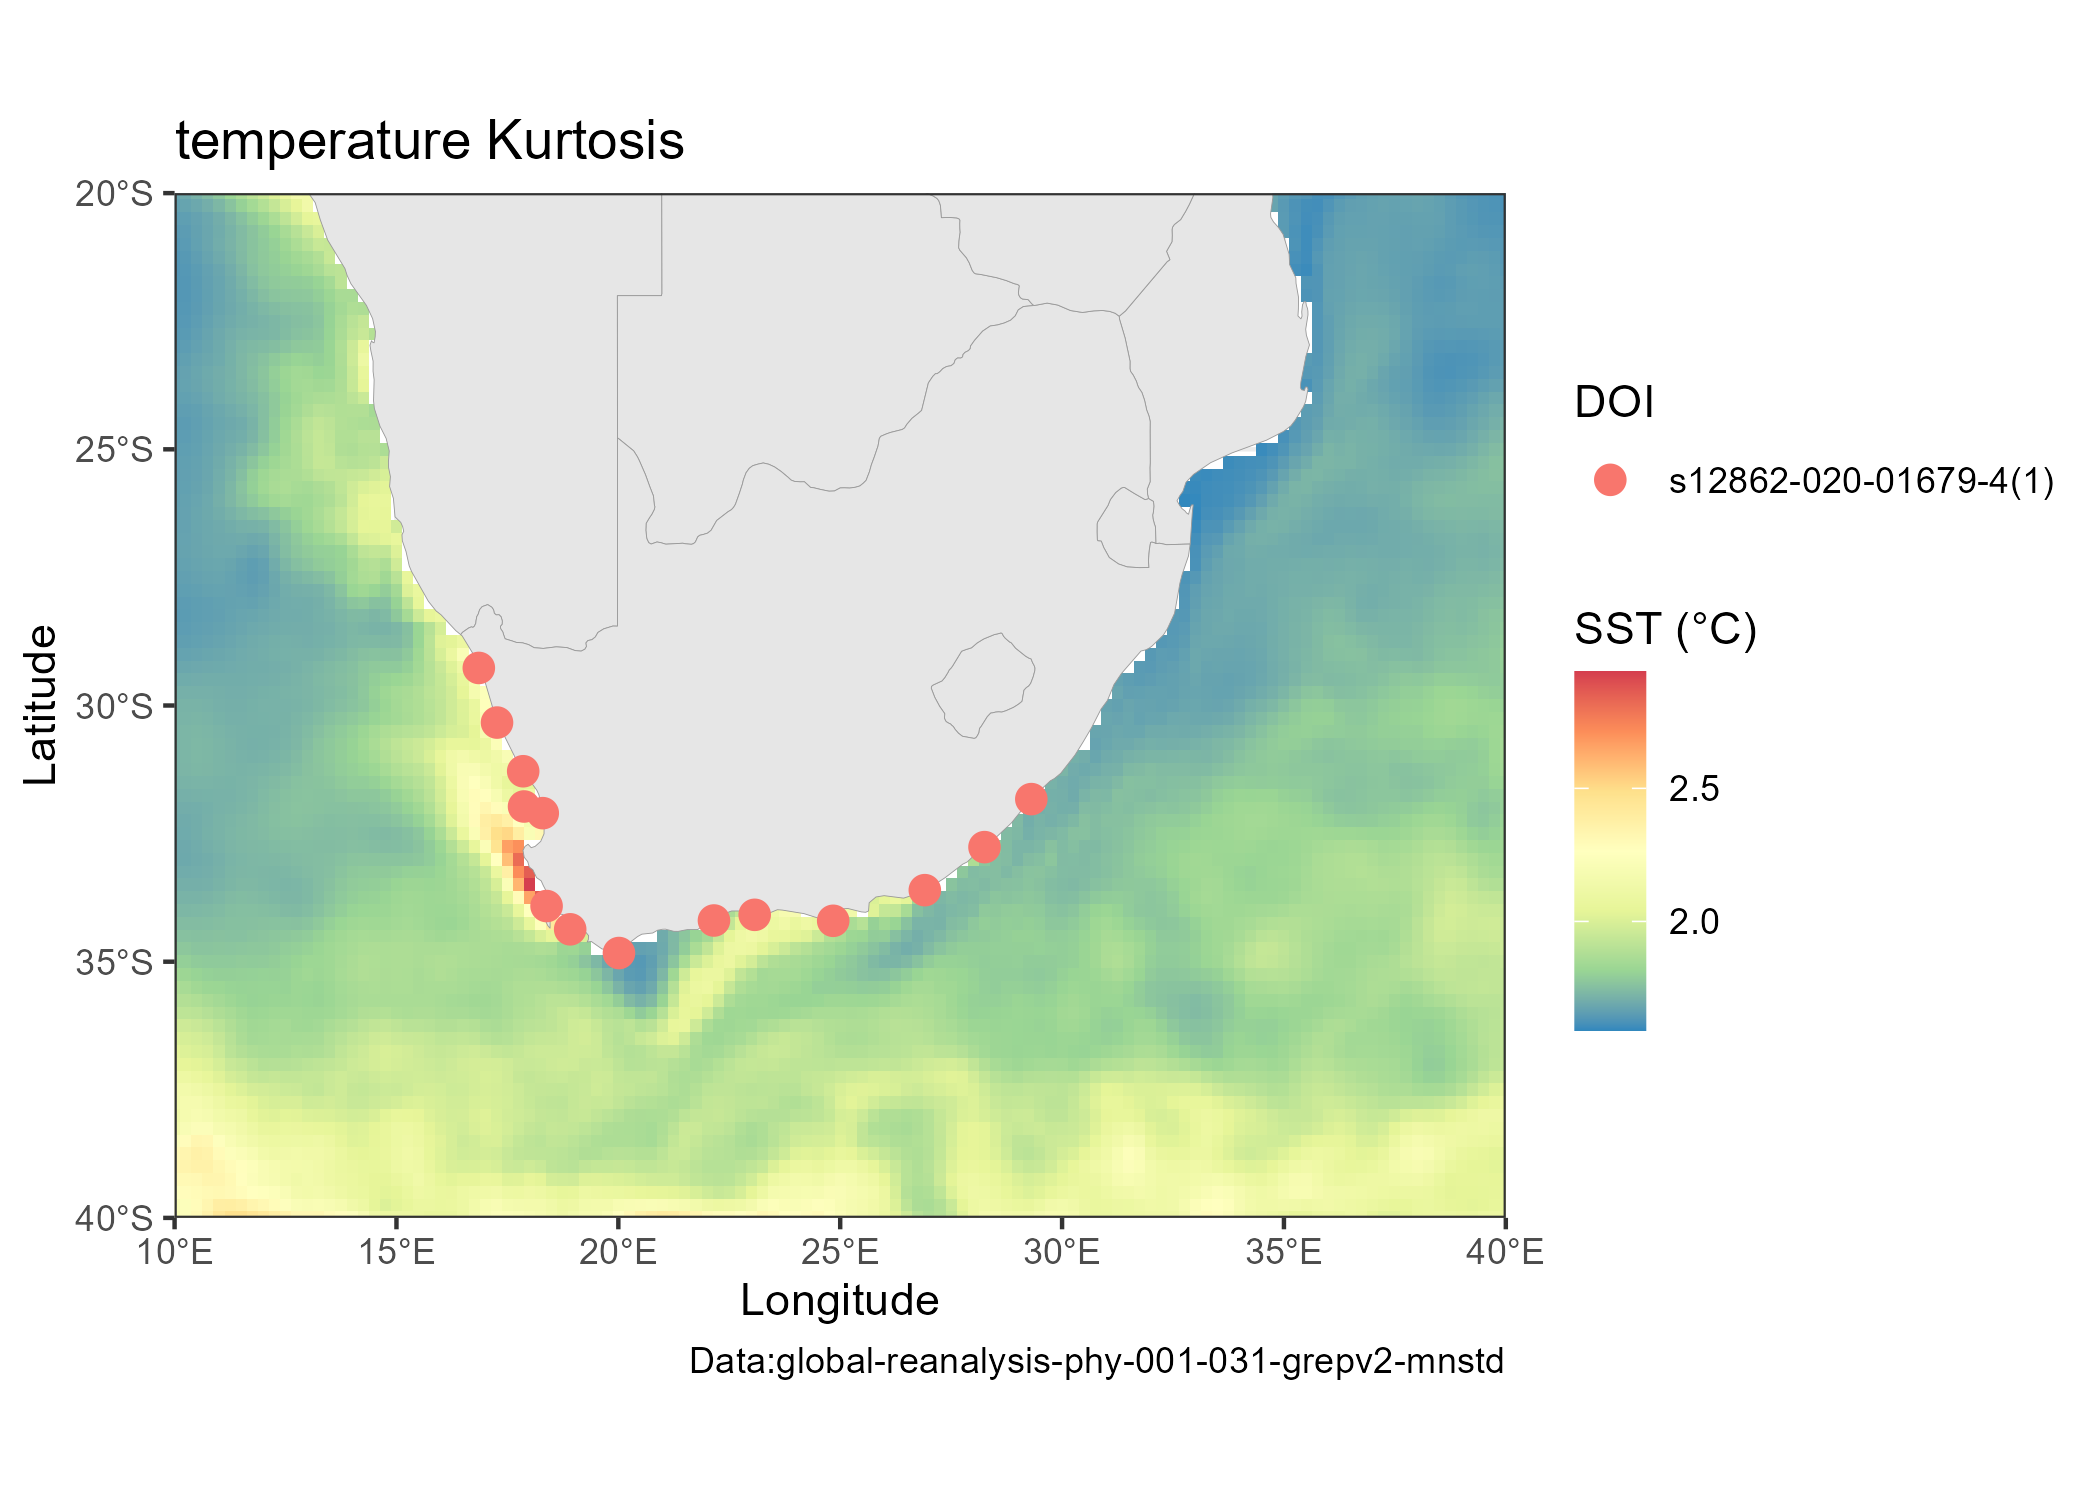 temperature Kurtosis
20°S
25°S
30°S
35°S
40°S
Latitude
10°E 15°E 20°E 25°E 30°E 35°E 40°E
Longitude
Data:global-reanalysis-phy-001-031-grepv2-mnstd
DOI
s12862-020-01679-4(1)
SST (°C)
2.5
2.0